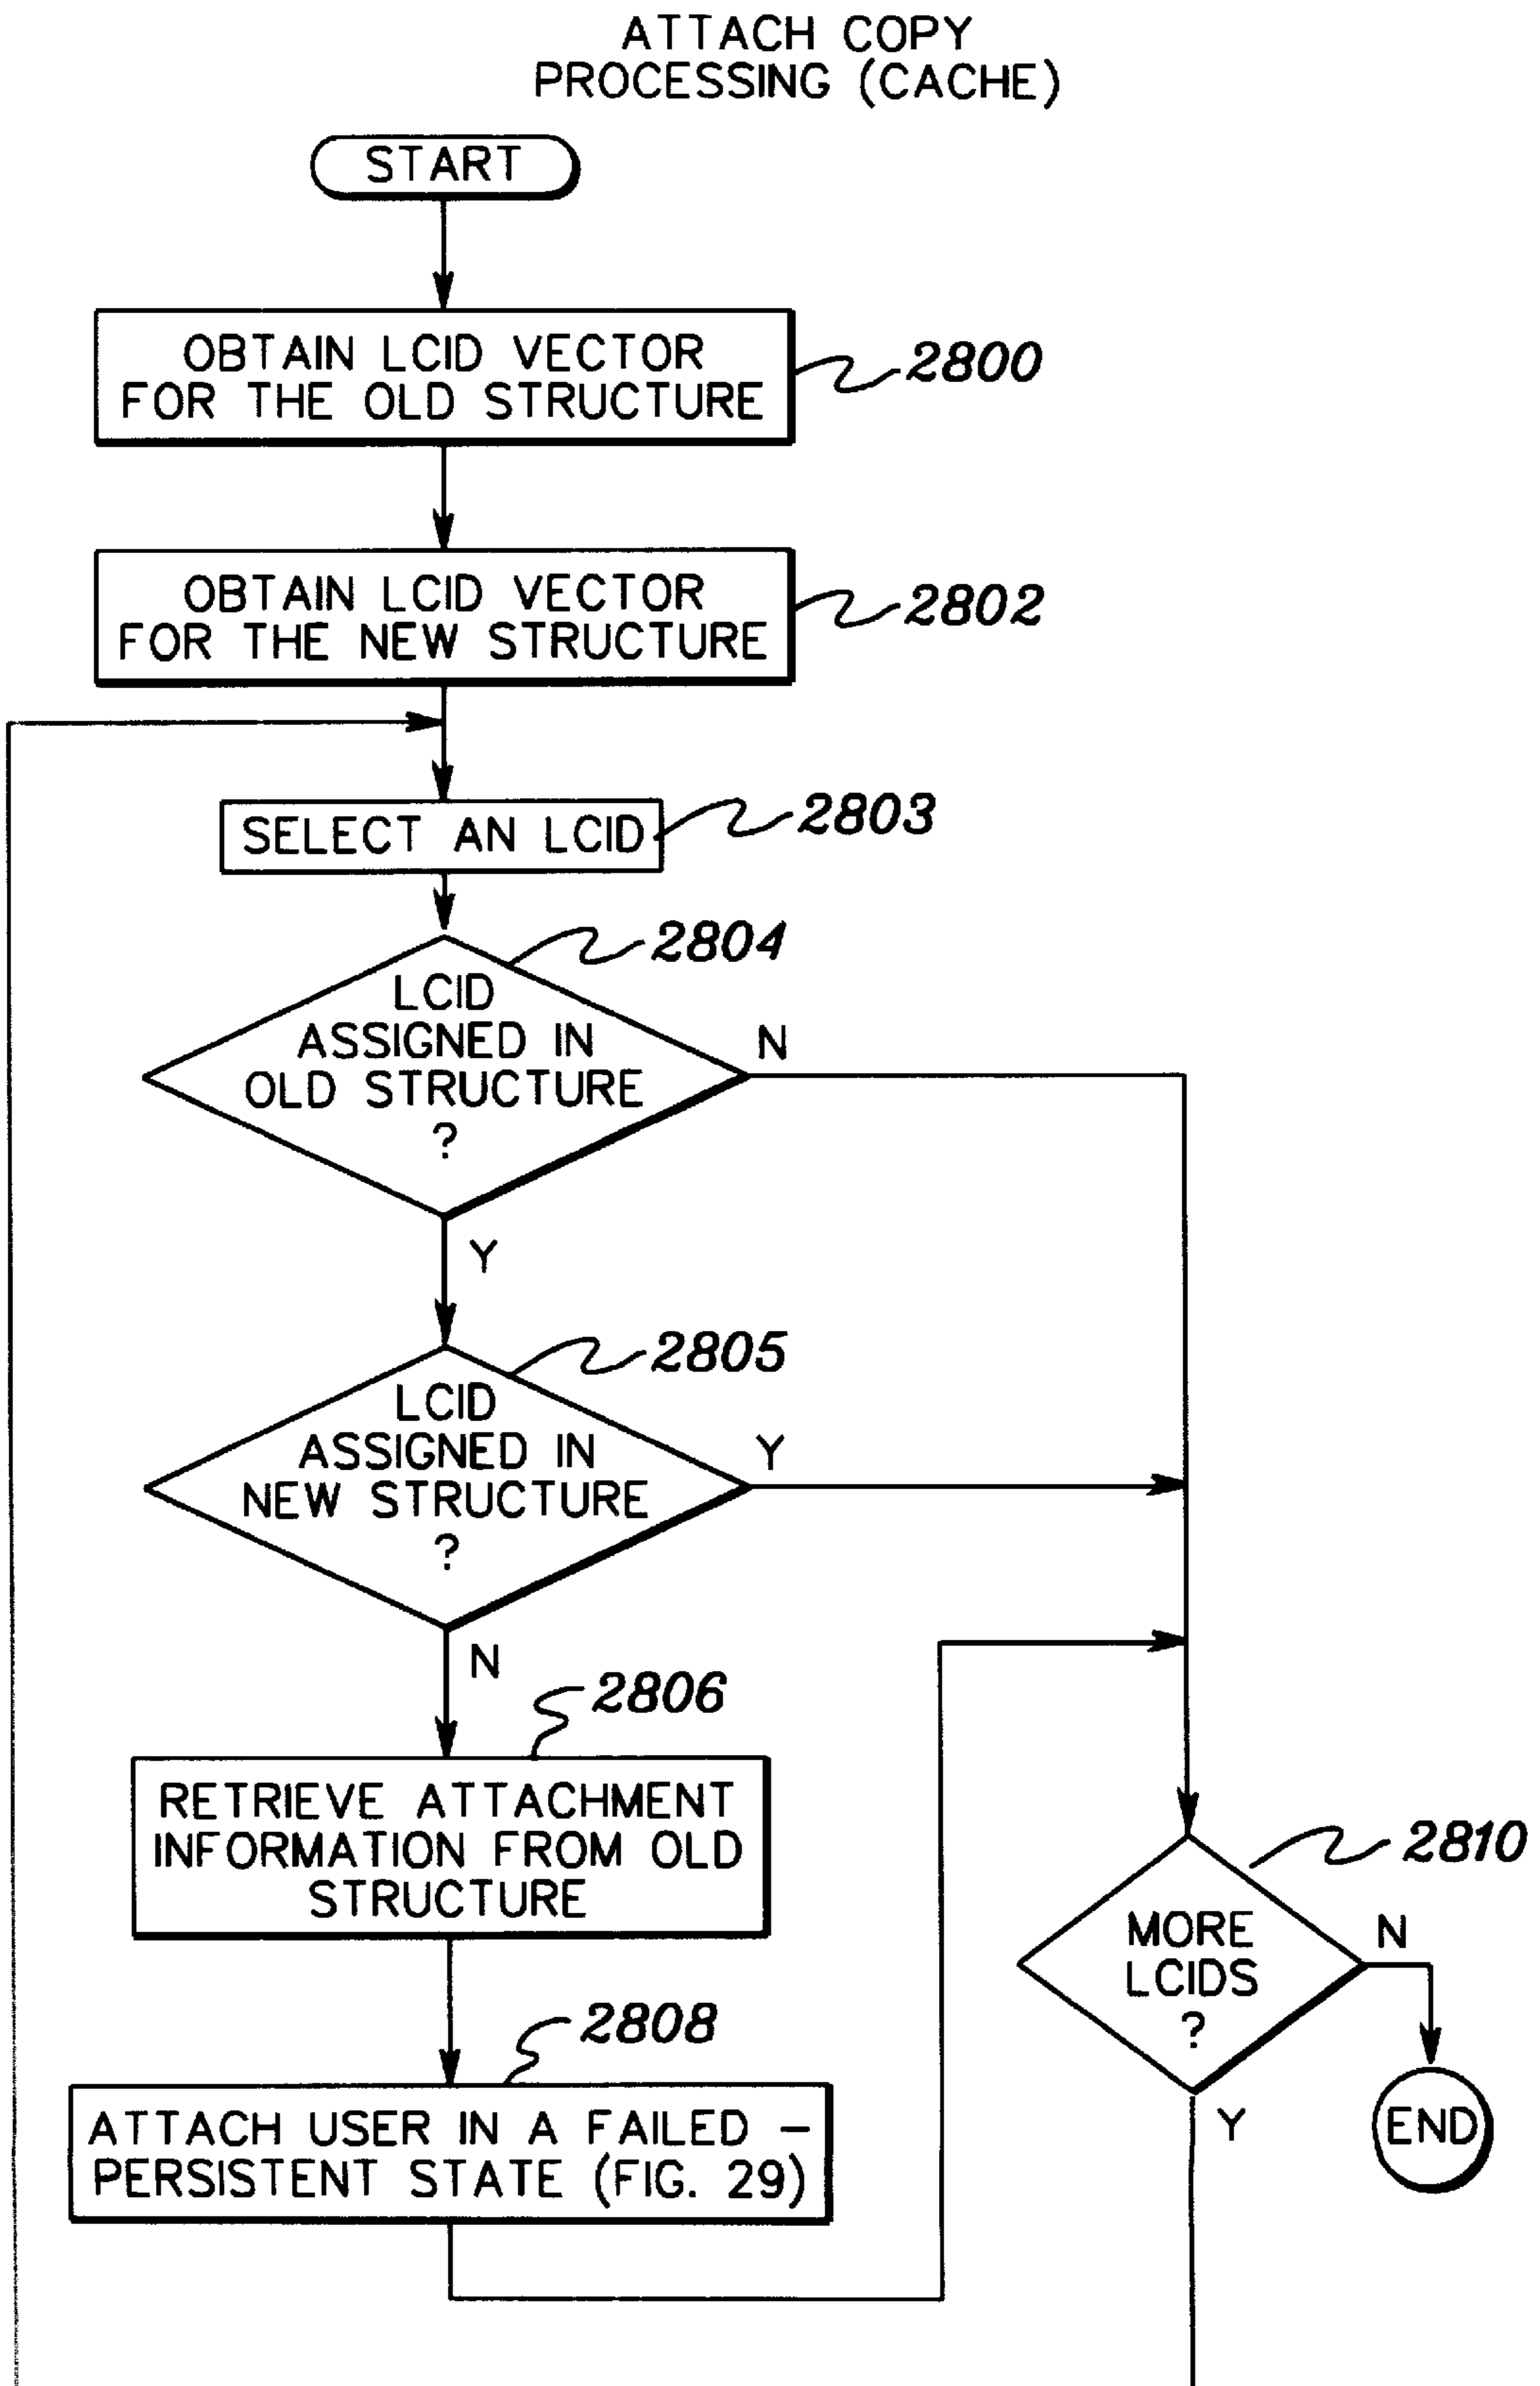 ATTACH COPY
PROCESSING (CACHE)
START
OBTAIN LCID VECTOR
FOR THE OLD STRUCTURE
2800
OBTAIN LCID VECTOR
FOR THE NEW STRUCTURE
2802
SELECT AN LCID
2803
2804
LCID
ASSIGNED IN
OLD STRUCTURE
?
N
Y
2805
LCID
ASSIGNED IN
NEW STRUCTURE
?
Y
N
2806
RETRIEVE ATTACHMENT
INFORMATION FROM OLD
STRUCTURE
2808
ATTACH USER IN A FAILED -
PERSISTENT STATE (FIG. 29)
2810
MORE
LCIDS
?
N
Y
END